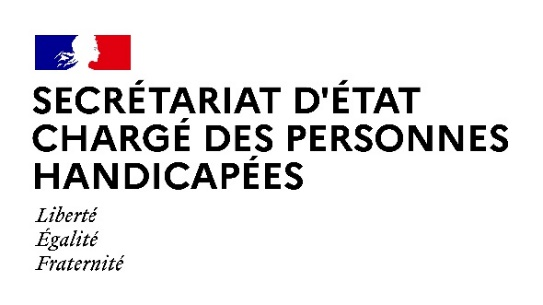 SECRÉTARIAT D'ÉTAT
CHARGÉ DES PERSONNES
HANDICAPÉES
Liberté
Égalité
Fraternité